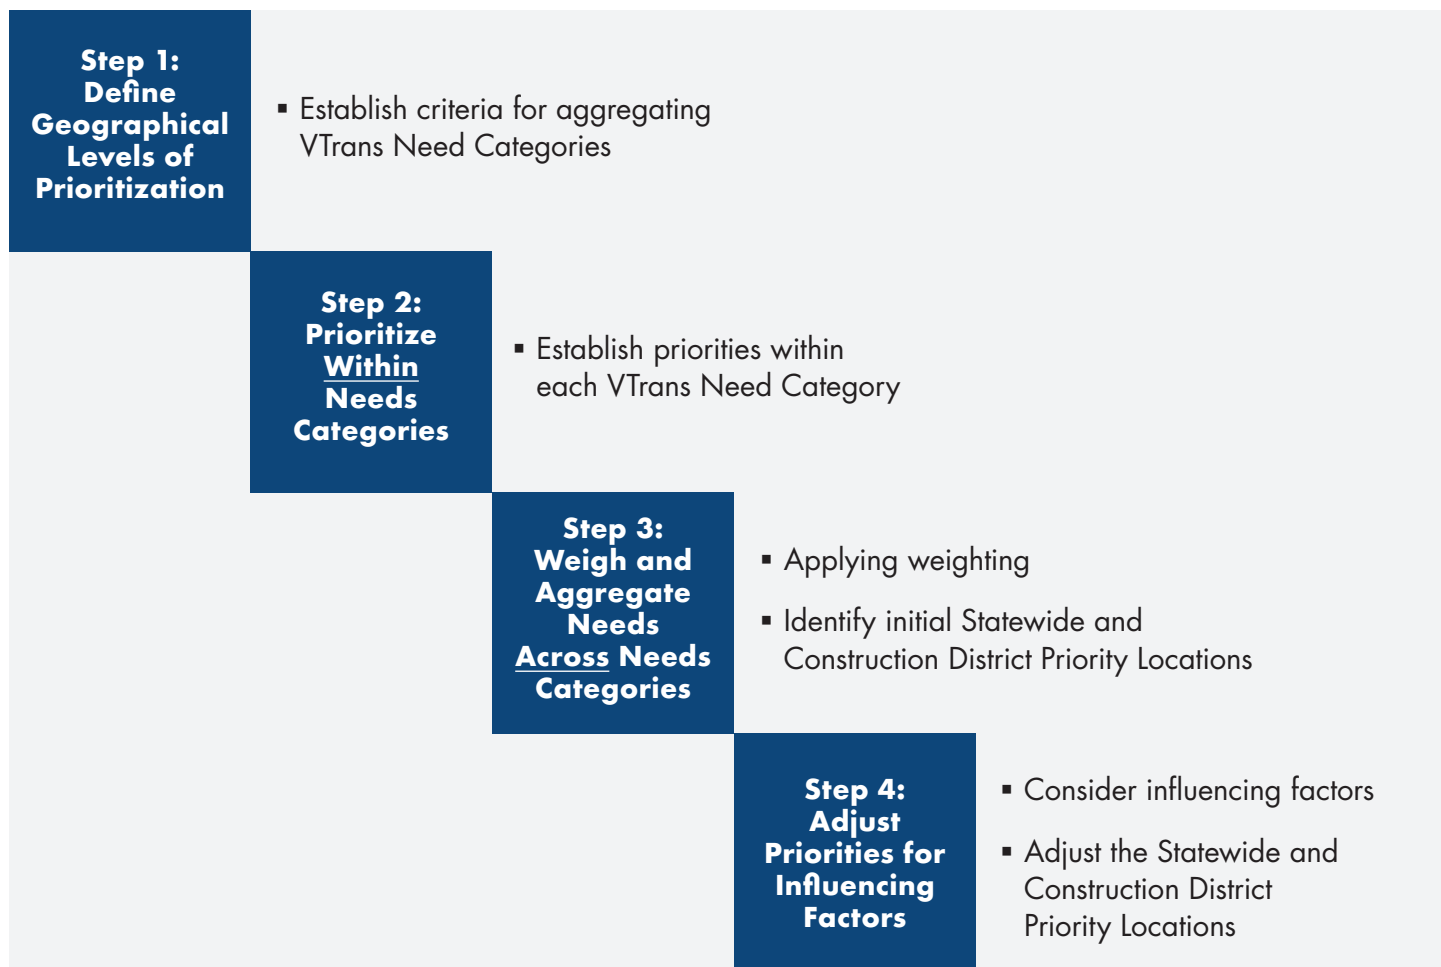 Step 1:
Define
Geographical
Levels of
Prioritization
▪ Establish criteria for aggregating
VTrans Need Categories
Step 2:
Prioritize
Within
Needs
Categories
▪ Establish priorities within
each VTrans Need Category
Step 3:
Weigh and
Aggregate
Needs
Across Needs
Categories
▪ Applying weighting
▪ Identify initial Statewide and
Construction District Priority Locations
Step 4:
Adjust
Priorities for
Influencing
Factors
▪ Consider influencing factors
▪ Adjust the Statewide and
Construction District
Priority Locations